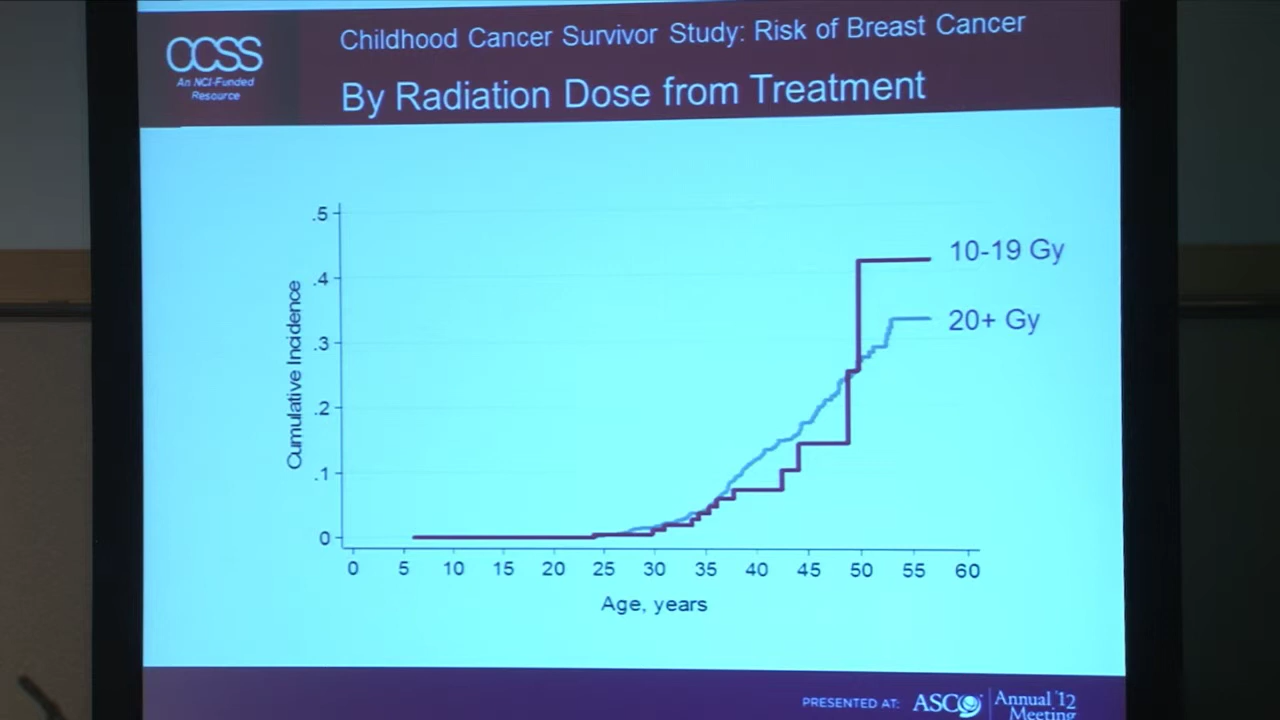 CCSS
An NCI-Funded
Resource
Childhood Cancer Survivor Study: Risk of Breast Cancer
By Radiation Dose from Treatment
.5
.4
.3
.2
.1
0
Cumulative Incidence
10-19 Gy
20+ Gy
0 5 10 15 20 25 30 35 40 45 50 55 60
Age, years
PRESENTED AT:
ASCO
Annual '12
Meeting